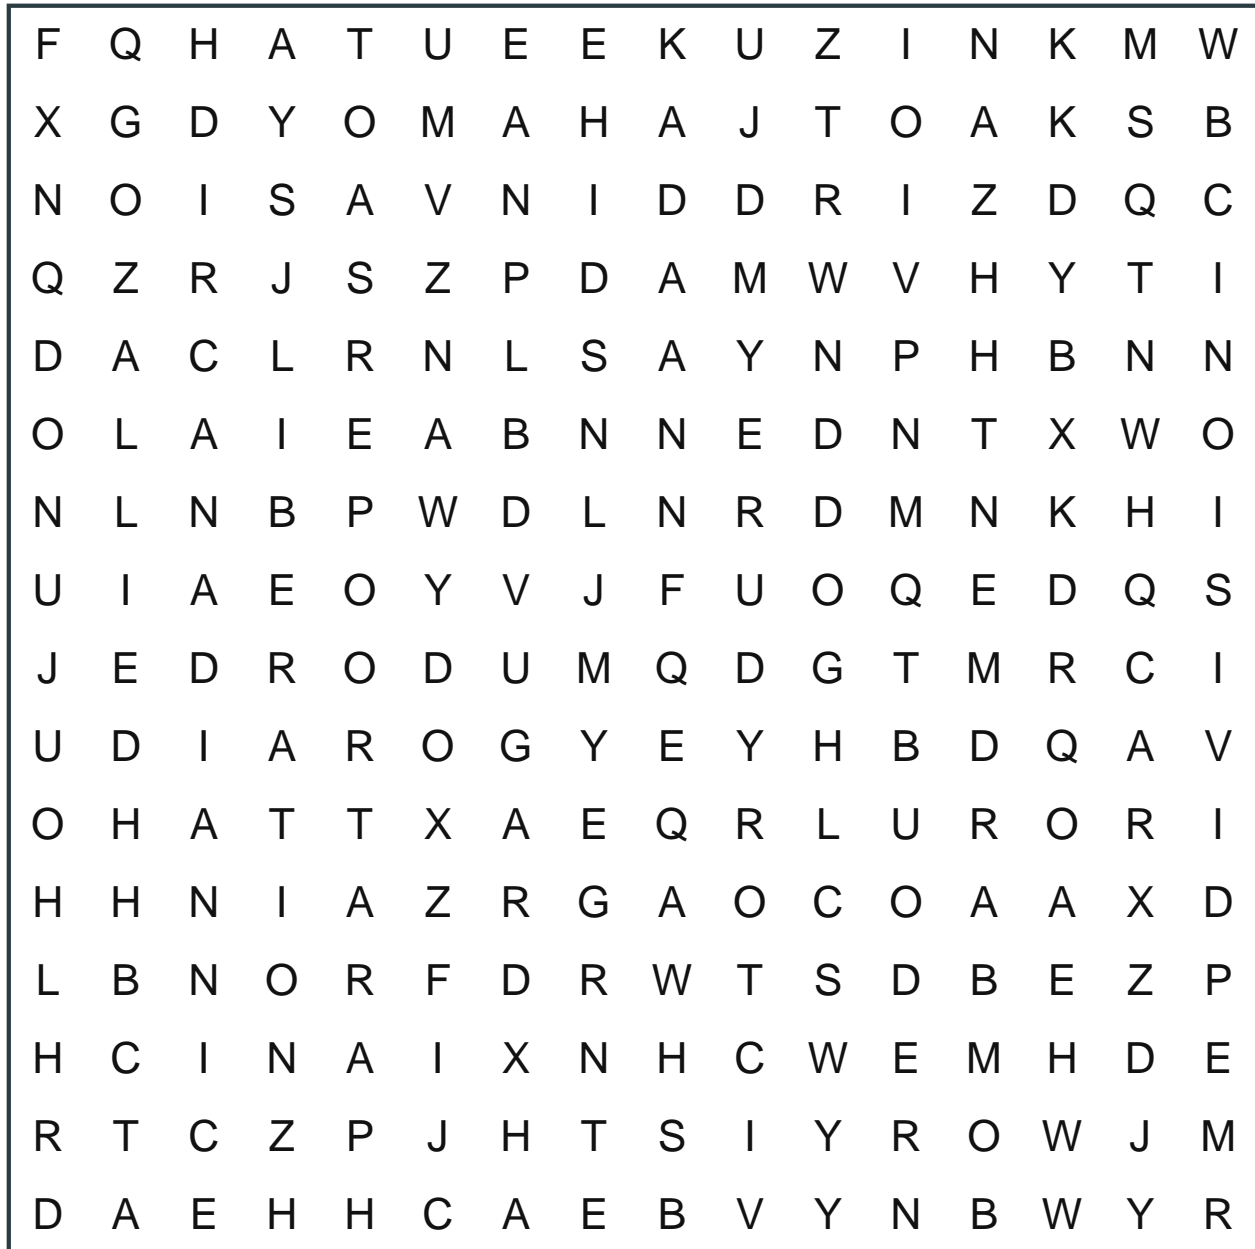 F Q H A T U E E K U Z I N K M W
X G D Y O M A H A J T O A K S B
N O I S A V N I D D R I Z D Q C
Q Z R J S Z P D A M W V H Y T I
D A C L R N L S A Y N P H B N N
O L A I E A B N N E D N T X W O
N L N B P W D L N R D M N K H I
U I A E O Y V J F U O Q E D Q S
J E D R O D U M Q D G T M R C I
U D I A R O G Y E Y H B D Q A V
O H A T T X A E Q R L U R O R I
H H N I A Z R G A O C O A A X D
L B N O R F D R W T S D B E Z P
H C I N A I X N H C W E M H D E
R T C Z P J H T S I Y R O W J M
D A E H H C A E B V Y N B W Y R